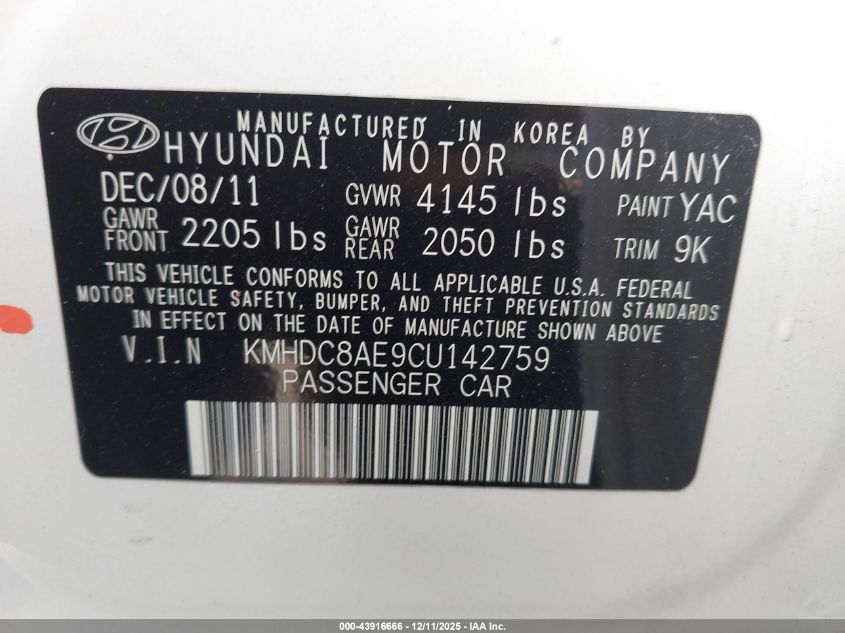 MANUFACTURED IN KOREA BY
HYUNDAI MOTOR COMPANY
DEC/08/11 GVWR 4145 lbs PAINT YAC
GAWR FRONT 2205 lbs GAWR REAR 2050 lbs TRIM 9K
THIS VEHICLE CONFORMS TO ALL APPLICABLE U.S.A. FEDERAL
MOTOR VEHICLE SAFETY, BUMPER, AND THEFT PREVENTION STANDARDS
IN EFFECT ON THE DATE OF MANUFACTURE SHOWN ABOVE
V.I.N KMHDC8AE9CU142759
PASSENGER CAR
000-43916666 - 12/11/2025 - IAA Inc.